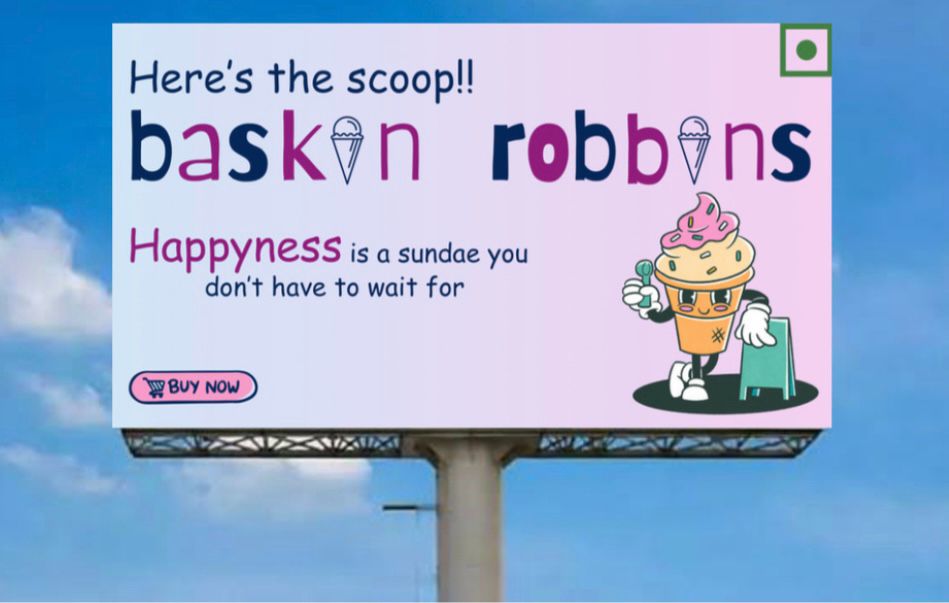 Here's the scoop!!
baskin robbins
Happyness is a sundae you
don't have to wait for
BUY NOW